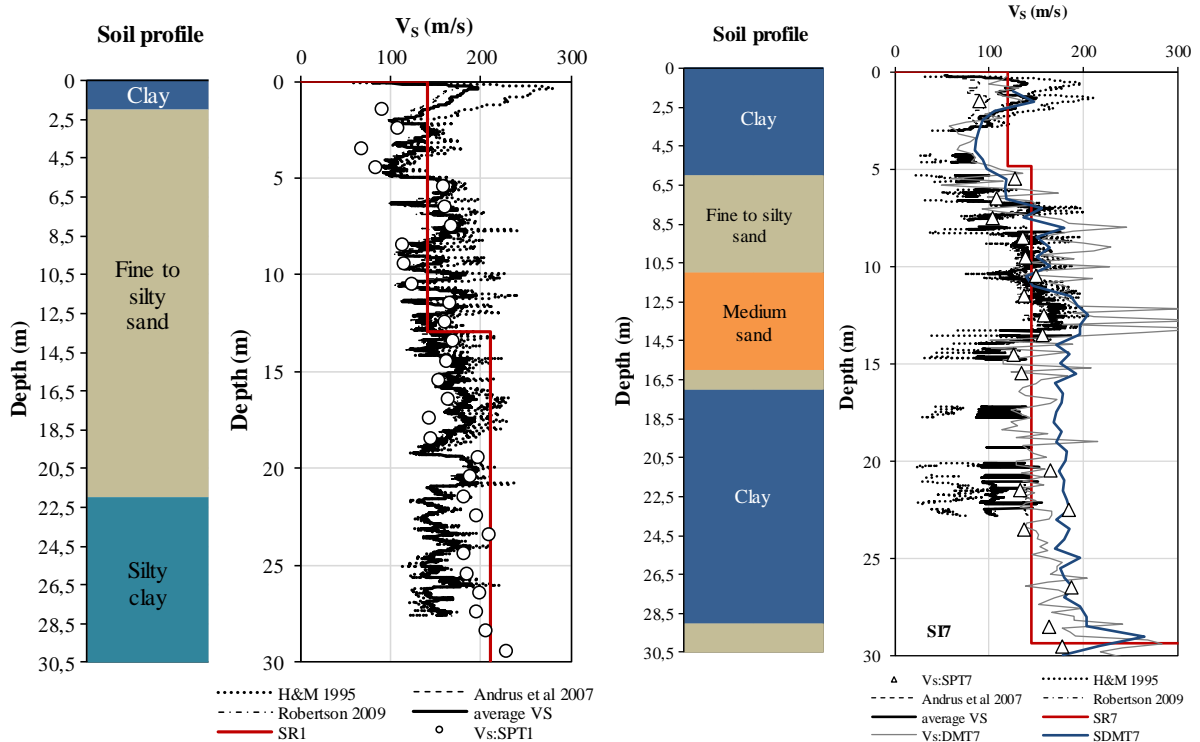 Soil profile
0
2,5
4,5
6,5
8,5
10,5
12,5
14,5
16,5
18,5
20,5
22,5
24,5
26,5
28,5
30,5
Depth (m)
Clay
Fine to
silty
sand
Silty
clay
V_S (m/s)
0 100 200 300
0
5
10
15
20
25
30
Depth (m)
H&M 1995
Andrus et al 2007
Robertson 2009
average VS
SR1
Vs:SPT1
Soil profile
0
2,5
4,5
6,5
8,5
10,5
12,5
14,5
16,5
18,5
20,5
22,5
24,5
26,5
28,5
30,5
Depth (m)
Clay
Fine to silty
sand
Medium
sand
Clay
V_S (m/s)
0 100 200 300
0
5
10
15
20
25
30
Depth (m)
SI7
Vs:SPT7
H&M 1995
Andrus et al 2007
Robertson 2009
average VS
SR7
Vs:DMT7
SDMT7